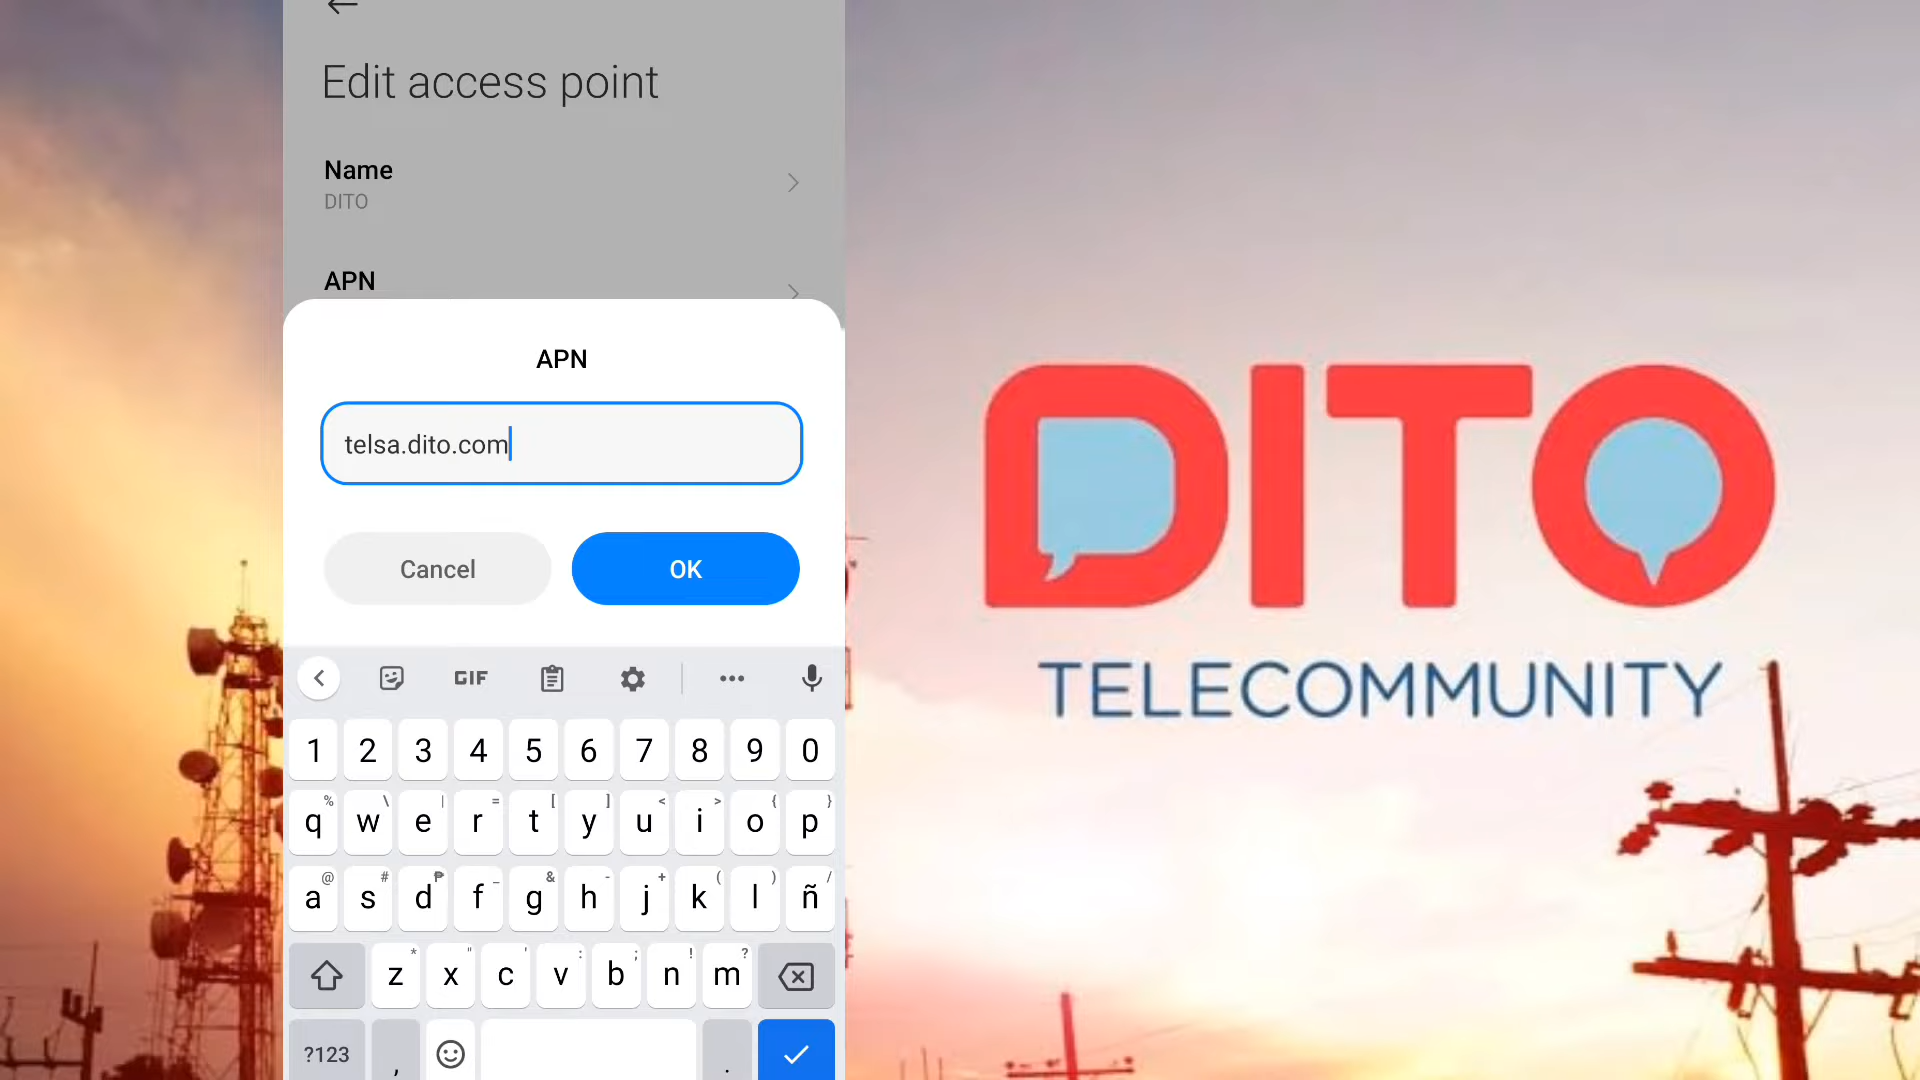 Edit access point
Name
DITO
APN
APN
telsa.dito.com
Cancel
OK
GIF
1 2 3 4 5 6 7 8 9 0
% \ | = [ ] < > { }
q w e r t y u i o p
@ # ₱ _ & - + ( ) /
a s d f g h j k l ñ
* " ' : ; ! ?
z x c v b n m
?123 , .
DITO
TELECOMMUNITY